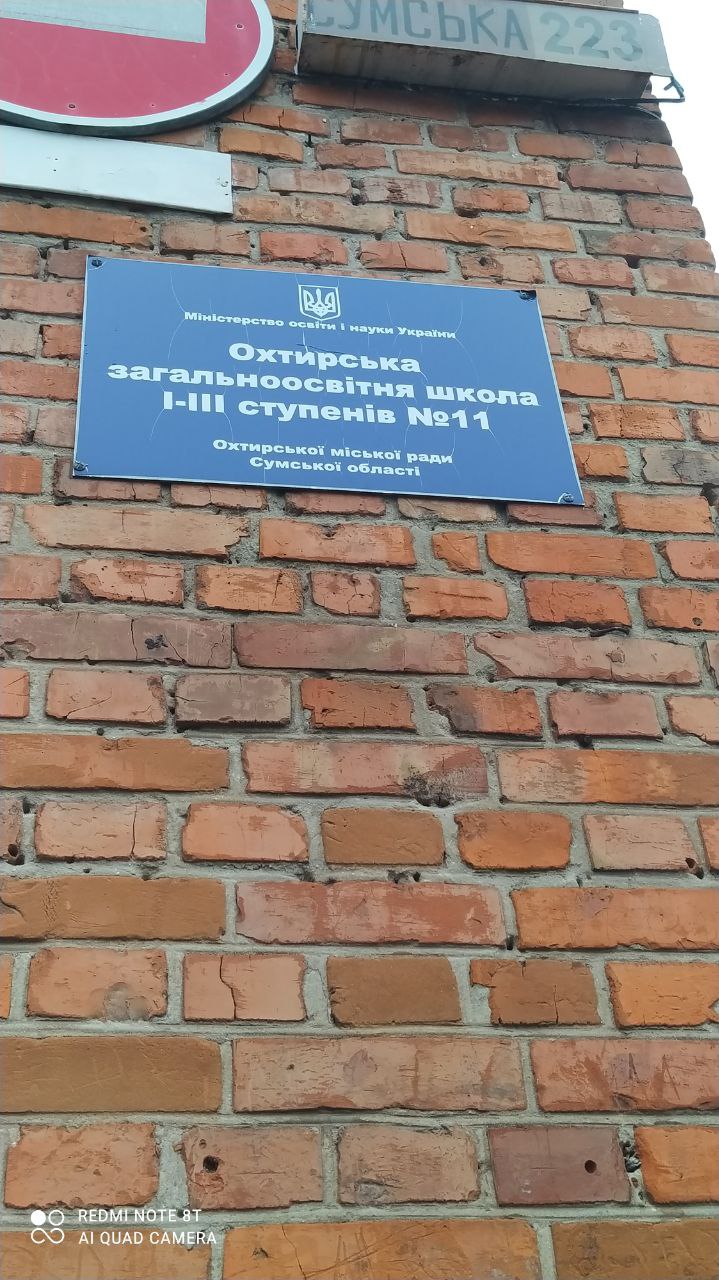 СУМСЬКА 223
Міністерство освіти і науки України
Охтирська
загальноосвітня школа
І-ІІІ ступенів №11
Охтирської міської ради
Сумської області
REDMI NOTE 8T
AI QUAD CAMERA